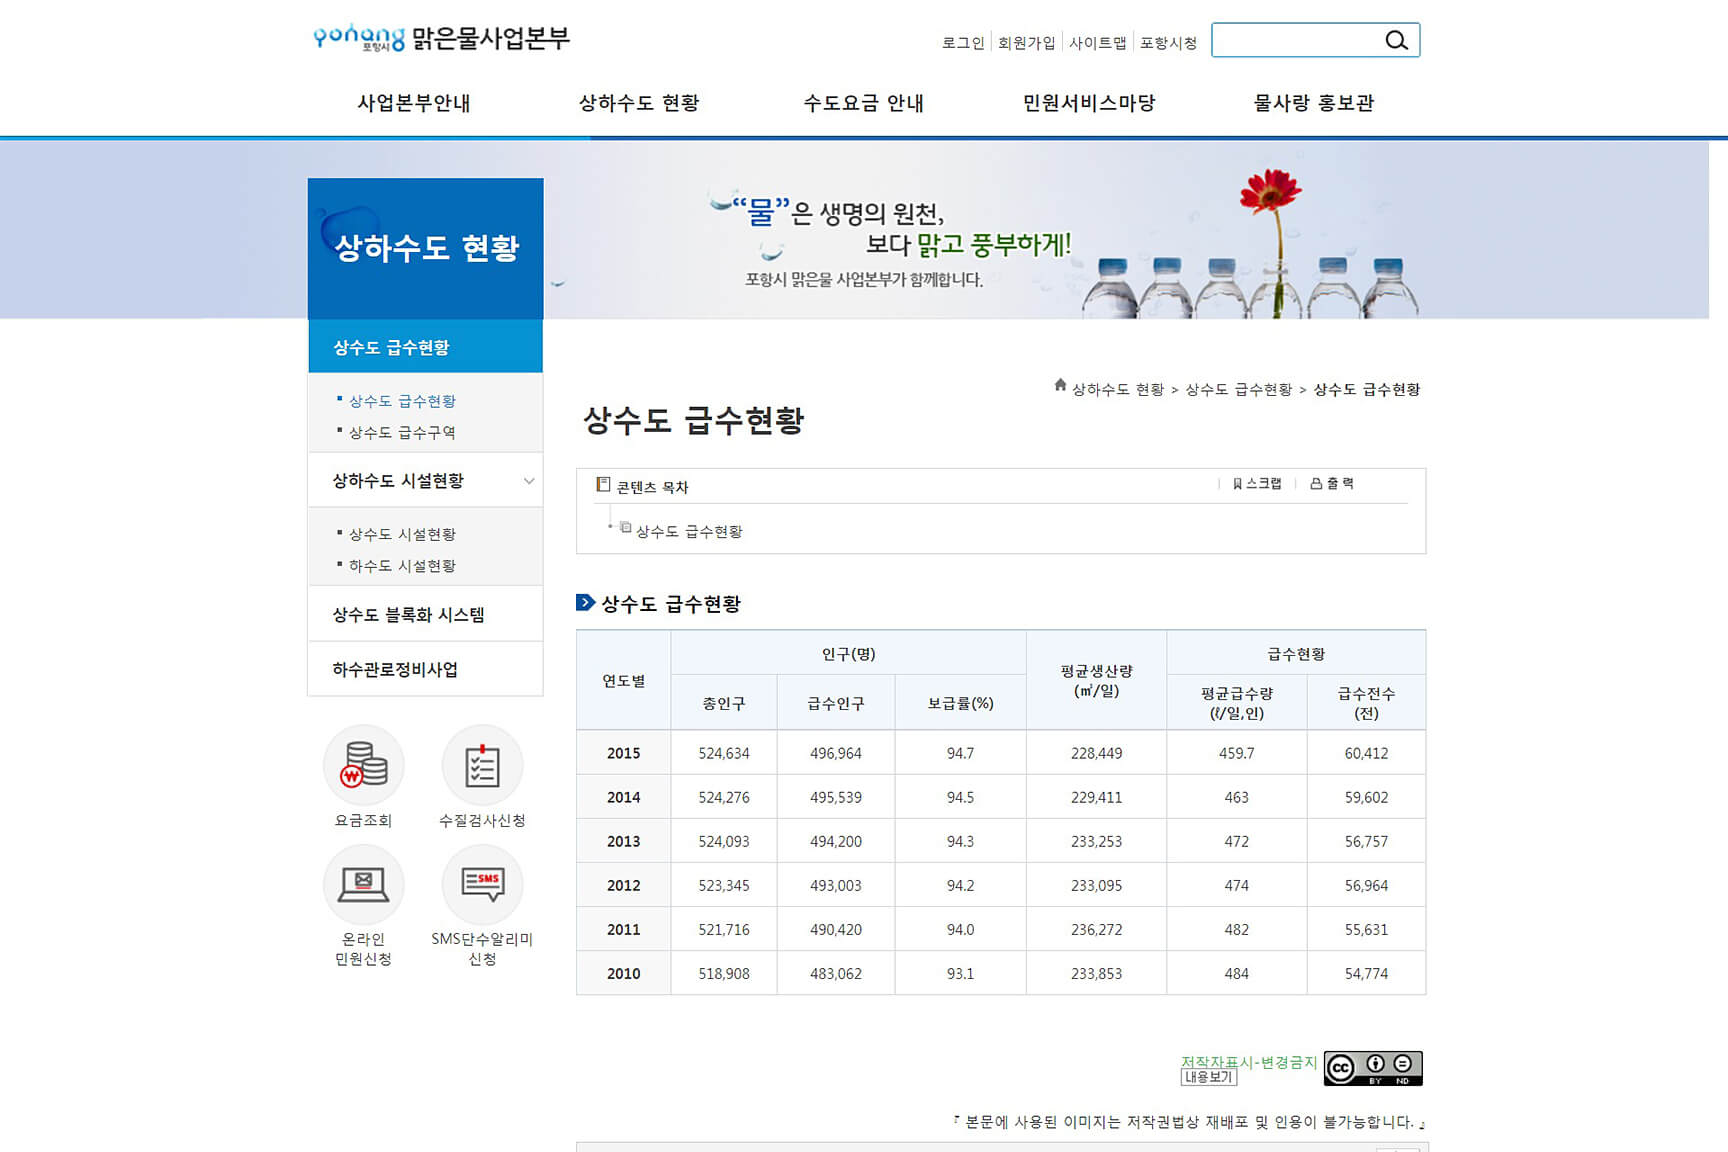 pohang 포항시 맑은물사업본부
로그인 회원가입 사이트맵 포항시청
사업본부안내 상하수도 현황 수도요금 안내 민원서비스마당 물사랑 홍보관
“물”은 생명의 원천,
보다 맑고 풍부하게!
포항시 맑은물 사업본부가 함께합니다.
상하수도 현황
상수도 급수현황
상수도 급수현황
상수도 급수구역
상하수도 시설현황
상수도 시설현황
하수도 시설현황
상수도 블록화 시스템
하수관로정비사업
요금조회 수질검사신청
SMS
온라인
민원신청
SMS단수알리미
신청
상하수도 현황 > 상수도 급수현황 > 상수도 급수현황
상수도 급수현황
콘텐츠 목차
스크랩 출력
상수도 급수현황
상수도 급수현황
연도별 인구(명) 평균생산량 (㎥/일) 급수현황
총인구 급수인구 보급률(%) 평균급수량 (ℓ/일,인) 급수전수 (전)
2015 524,634 496,964 94.7 228,449 459.7 60,412
2014 524,276 495,539 94.5 229,411 463 59,602
2013 524,093 494,200 94.3 233,253 472 56,757
2012 523,345 493,003 94.2 233,095 474 56,964
2011 521,716 490,420 94.0 236,272 482 55,631
2010 518,908 483,062 93.1 233,853 484 54,774
저작자표시-변경금지
내용보기
cc BY ND
『 본문에 사용된 이미지는 저작권법상 재배포 및 인용이 불가능합니다. 』